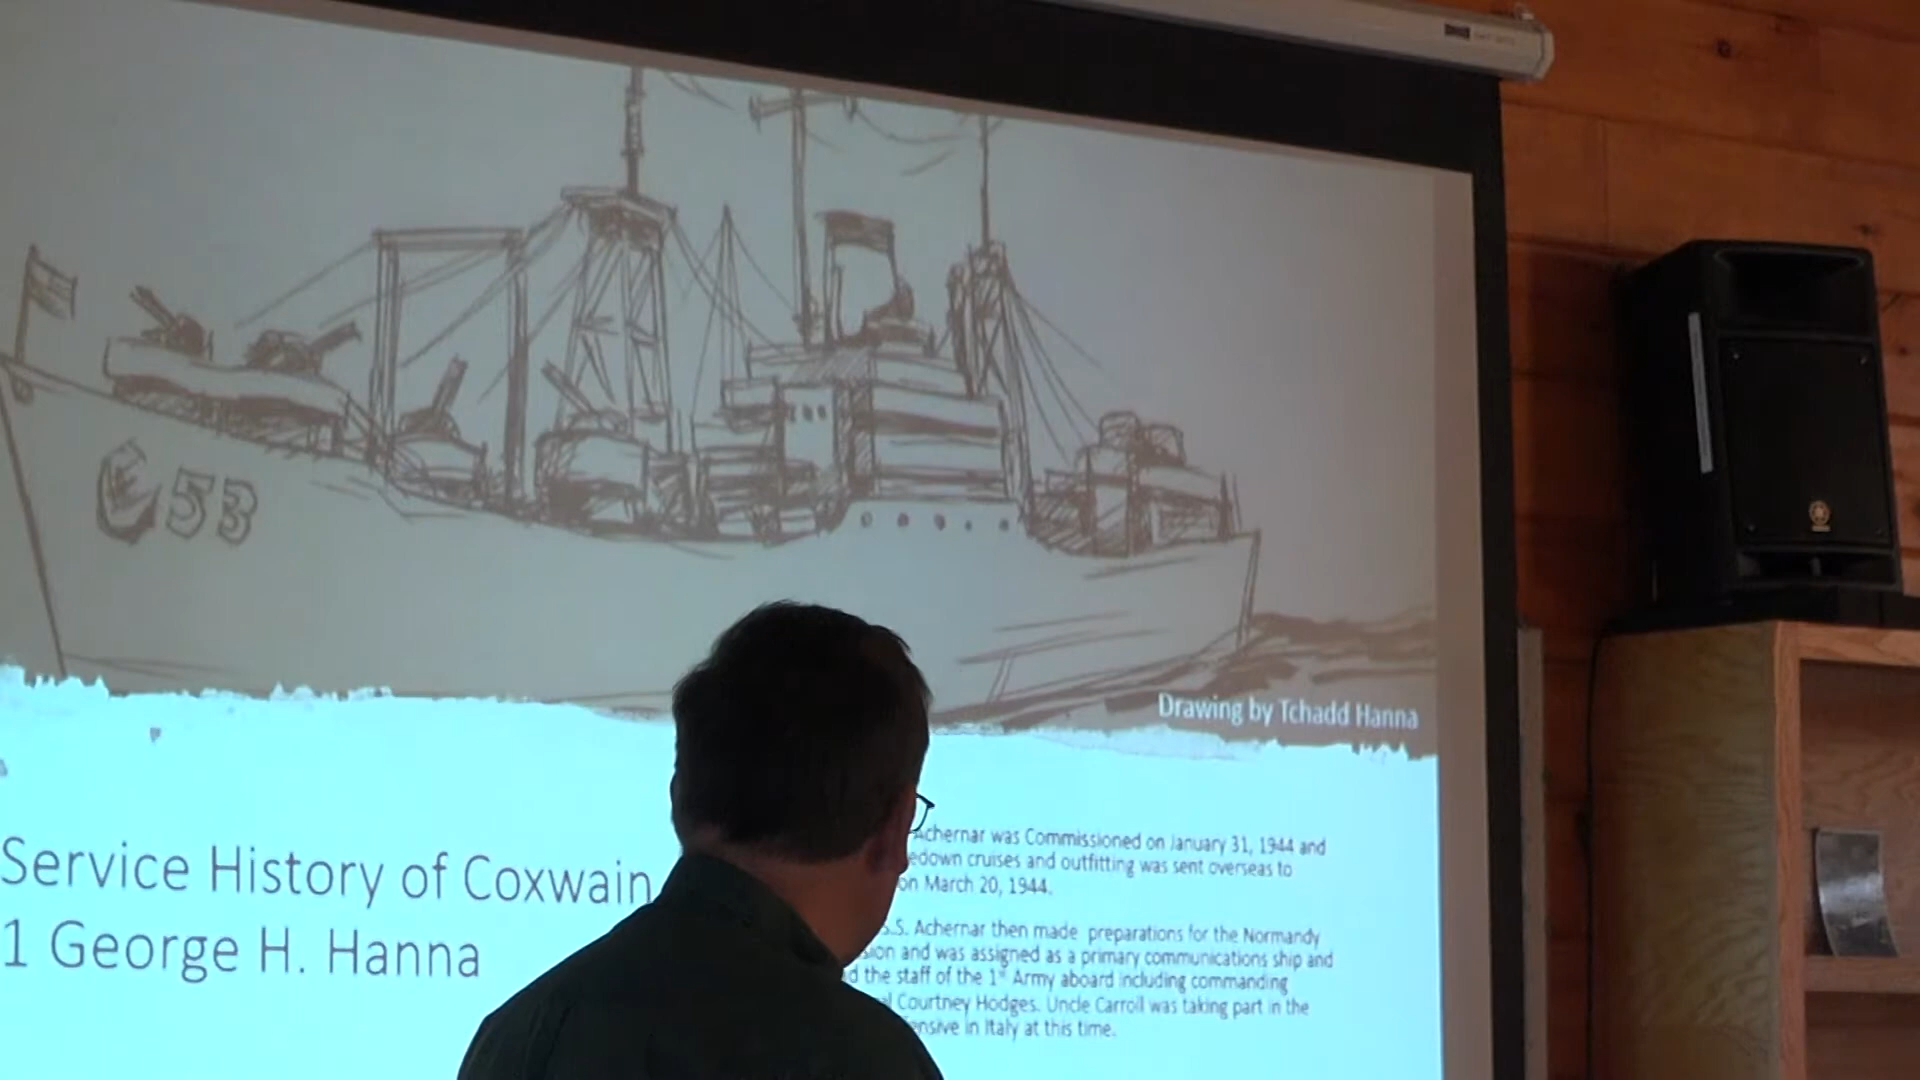 53
Drawing by Tchadd Hanna
Service History of Coxwain
1 George H. Hanna
Achernar was Commissioned on January 31, 1944 and
edown cruises and outfitting was sent overseas to
on March 20, 1944.
S.S. Achernar then made preparations for the Normandy
sion and was assigned as a primary communications ship and
d the staff of the 1st Army aboard including commanding
al Courtney Hodges. Uncle Carroll was taking part in the
ensive in Italy at this time.